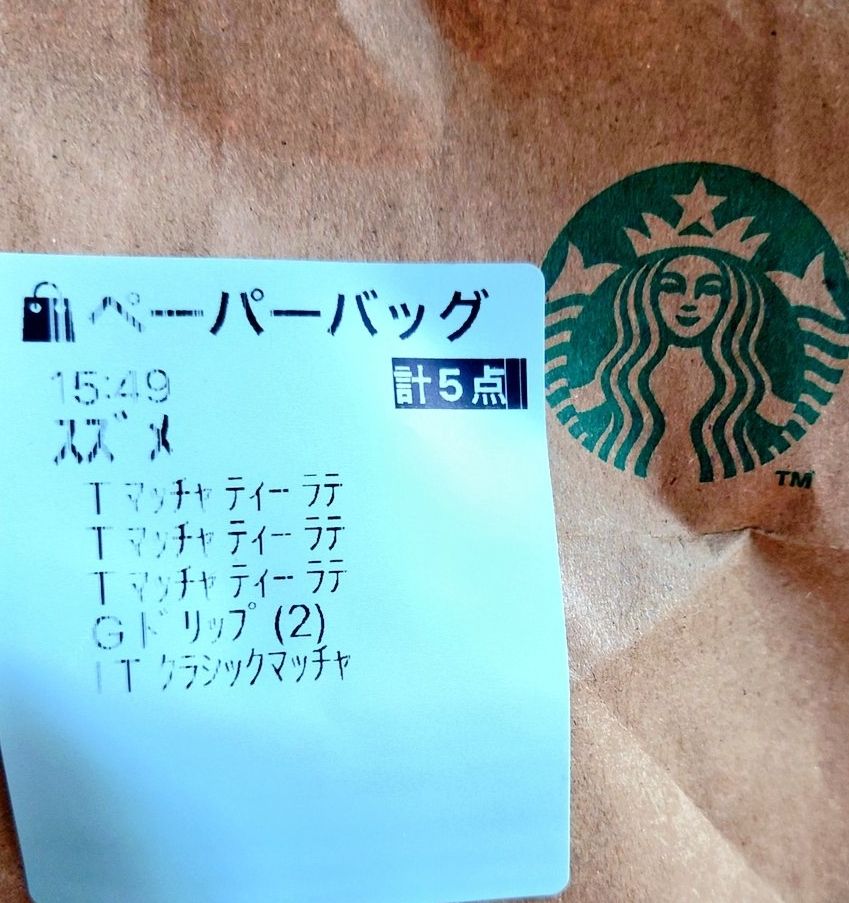 ペーパーバッグ
15:49
計5点
スズメ
T マッチャ ティー ラテ
T マッチャ ティー ラテ
T マッチャ ティー ラテ
G ドリップ (2)
I T クラシックマッチャ
TM